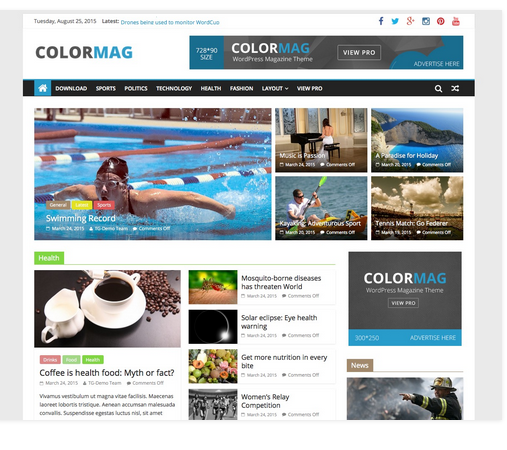 Tuesday, August 25, 2015 Latest: Drones being used to monitor WordCup
COLORMAG
728*90
SIZE
COLORMAG
WordPress Magazine Theme
VIEW PRO
ADVERTISE HERE
DOWNLOAD SPORTS POLITICS TECHNOLOGY HEALTH FASHION LAYOUT VIEW PRO
General Latest Sports
Swimming Record
March 24, 2015 TG Demo Team Comments Off
Music is Passion
March 24, 2015 Comments Off
A Paradise for Holiday
March 20, 2015 Comments Off
Kayaking: Adventurous Sport
March 20, 2015 Comments Off
Tennis Match: Go Federer
March 19, 2015 Comments Off
Health
Drinks Food Health
Coffee is health food: Myth or fact?
March 24, 2015 TG Demo Team Comments Off
Vivamus vestibulum ut magna vitae facilisis. Maecenas
laoreet lobortis tristique. Aenean accumsan malesuada
convallis. Suspendisse egestas luctus nisl, sit amet
Mosquito-borne diseases
has threaten World
March 24, 2015 Comments Off
Solar eclipse: Eye health
warning
March 24, 2015 Comments Off
Get more nutrition in every
bite
March 24, 2015 Comments Off
Women's Relay
Competition
March 24, 2015 Comments Off
COLORMAG
WordPress Magazine Theme
VIEW PRO
300*250 ADVERTISE HERE
News